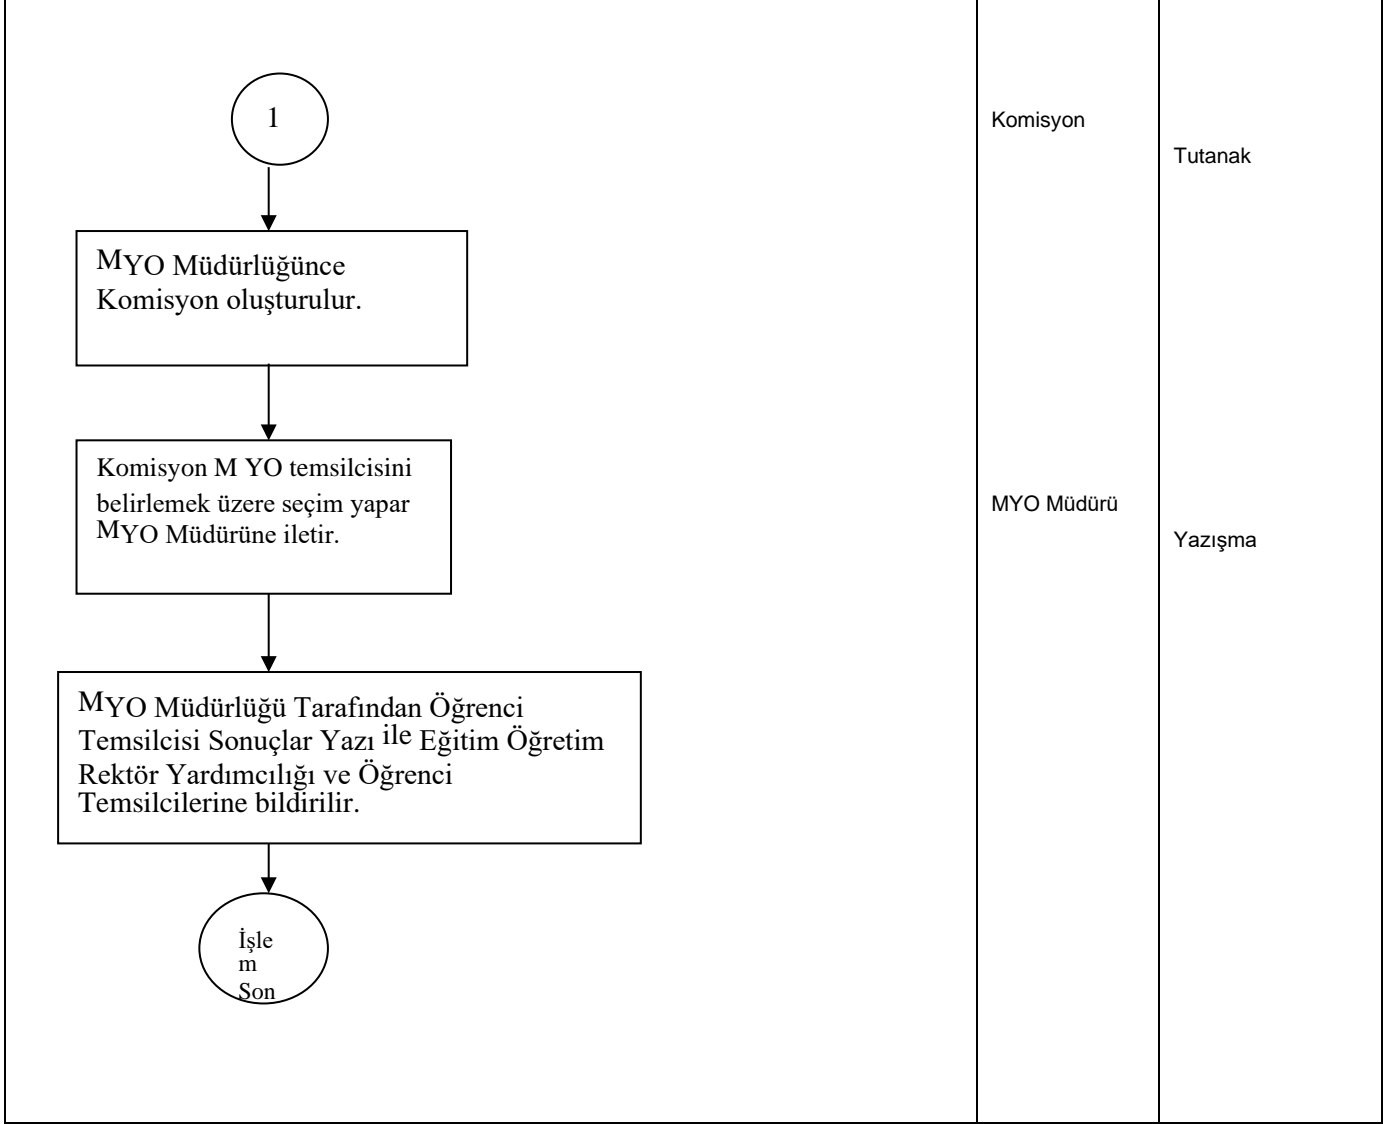 1
MYO Müdürlüğünce
Komisyon oluşturulur.
Komisyon M YO temsilcisini
belirlemek üzere seçim yapar
MYO Müdürüne iletir.
MYO Müdürlüğü Tarafından Öğrenci
Temsilcisi Sonuçlar Yazı ile Eğitim Öğretim
Rektör Yardımcılığı ve Öğrenci
Temsilcilerine bildirilir.
İşle
m
Son
Komisyon
MYO Müdürü
Tutanak
Yazışma